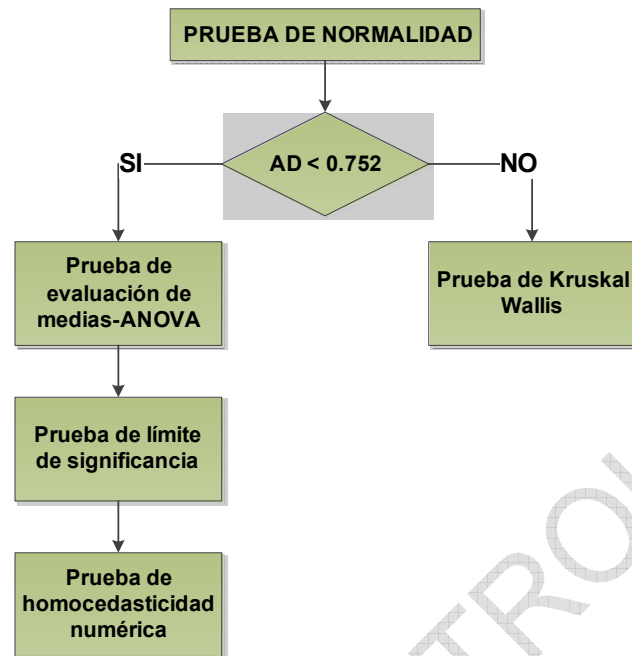 PRUEBA DE NORMALIDAD
AD < 0.752
SI
NO
Prueba de
evaluación de
medias-ANOVA
Prueba de Kruskal
Wallis
Prueba de límite
de significancia
Prueba de
homocedasticidad
numérica
TRO